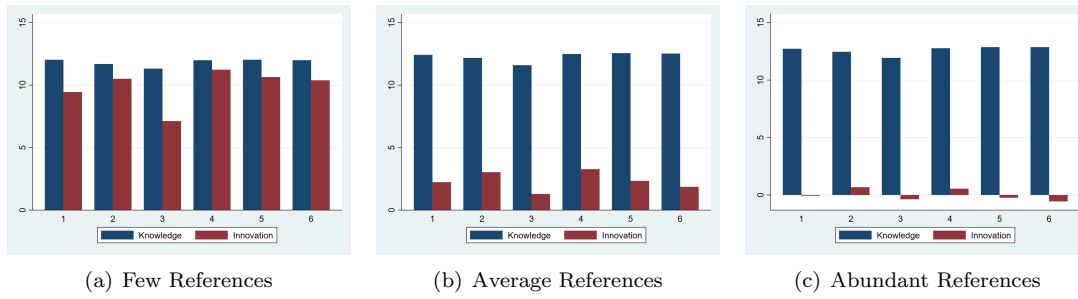 15
10
5
0
1 2 3 4 5 6
Knowledge Innovation
(a) Few References
15
10
5
0
1 2 3 4 5 6
Knowledge Innovation
(b) Average References
15
10
5
0
1 2 3 4 5 6
Knowledge Innovation
(c) Abundant References